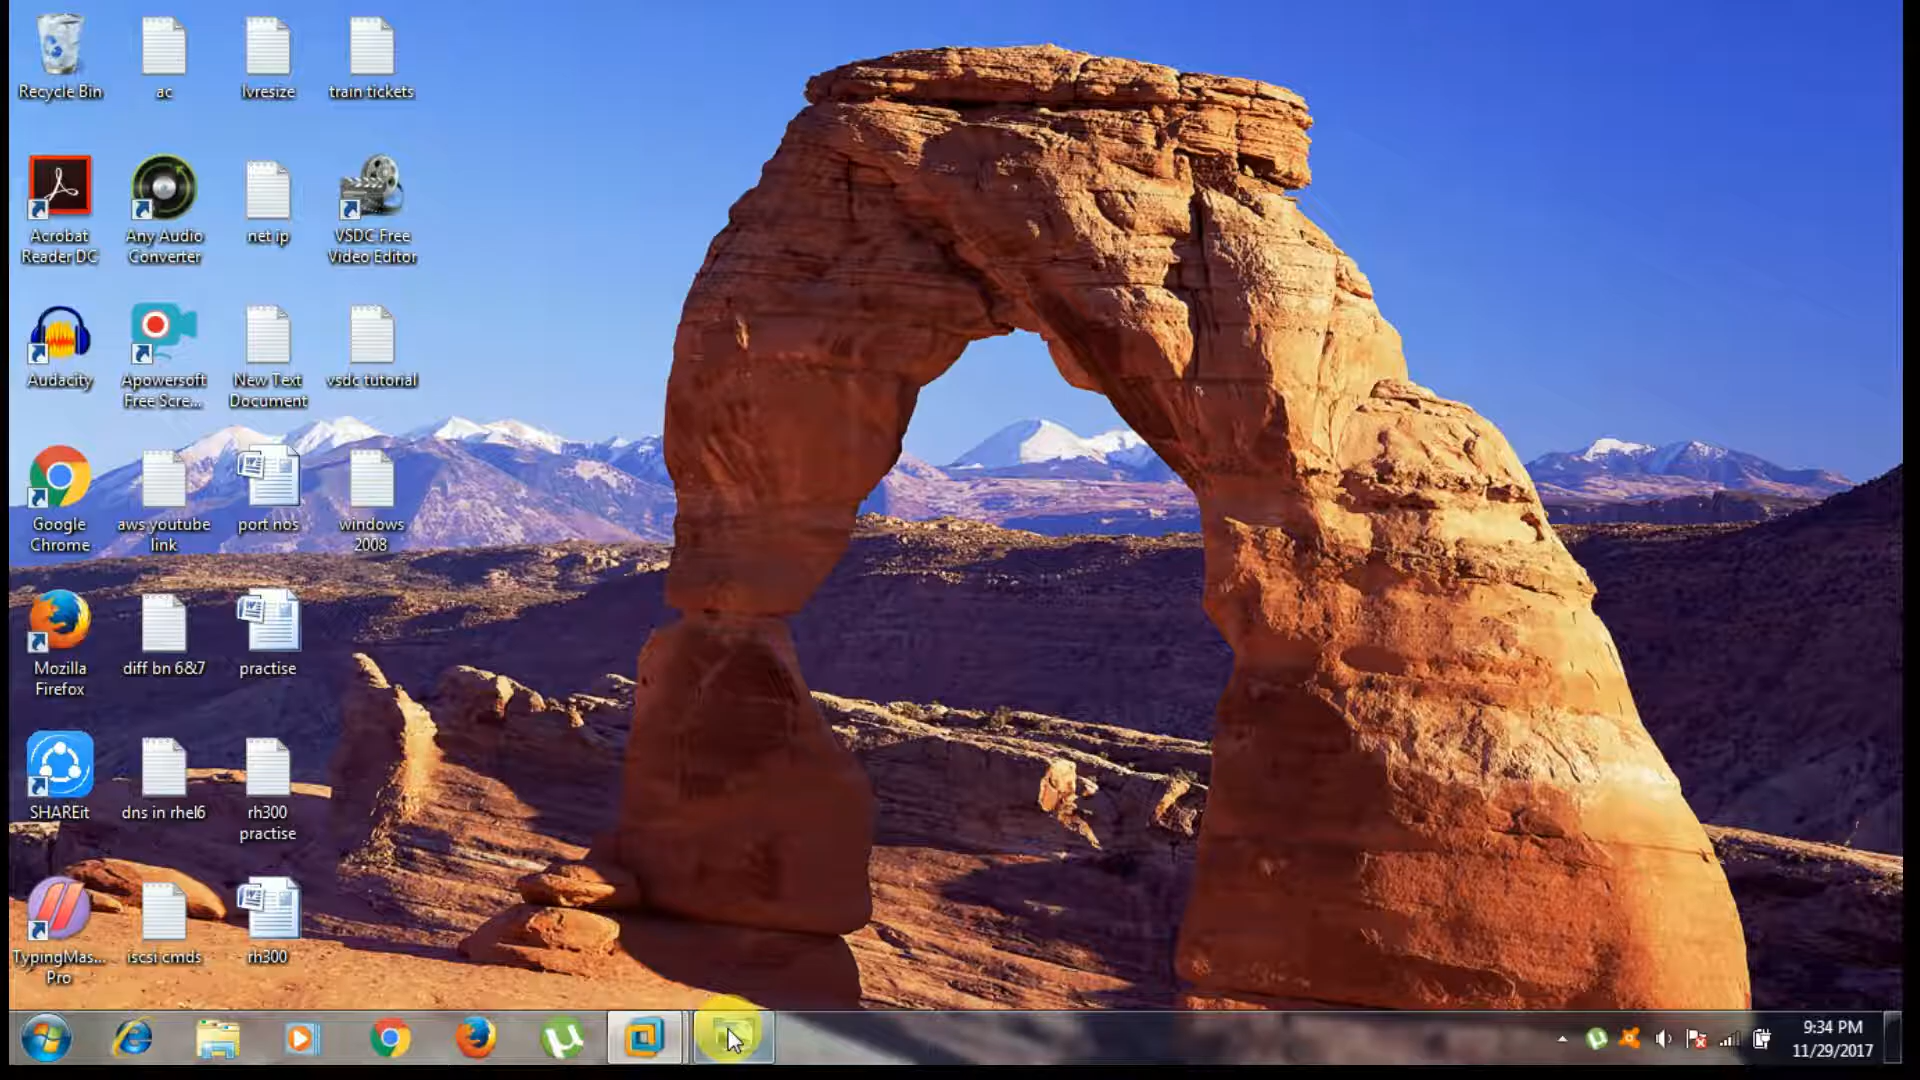 Recycle Bin
ac
lvresize
train tickets
Acrobat
Reader DC
Any Audio
Converter
net ip
VSDC Free
Video Editor
Audacity
Apowersoft
Free Scre...
New Text
Document
vsdc tutorial
Google
Chrome
aws youtube
link
port nos
windows
2008
Mozilla
Firefox
diff bn 6&7
practise
SHAREit
dns in rhel6
rh300
practise
TypingMas...
Pro
iscsi cmds
rh300
9:34 PM
11/29/2017